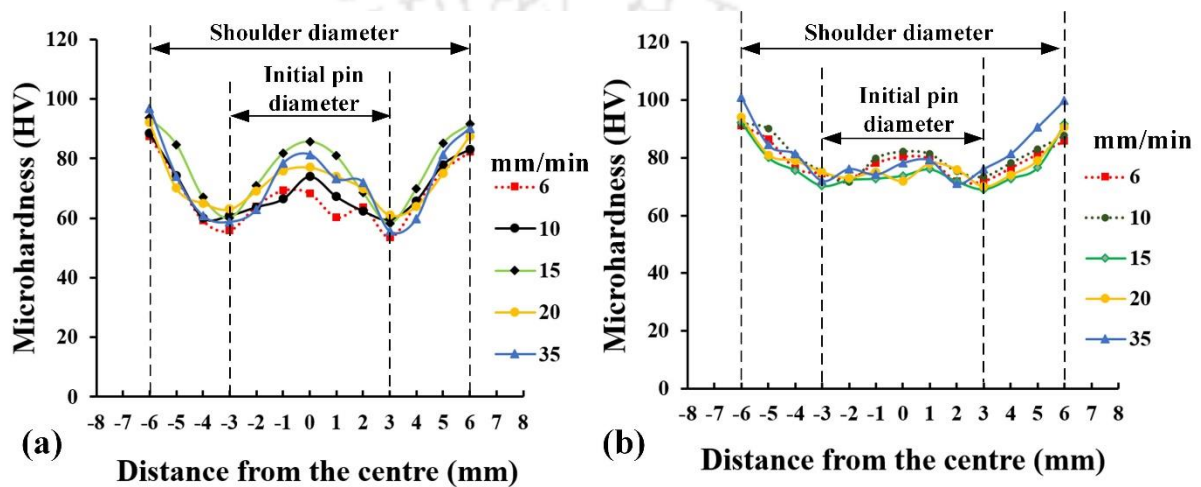 Shoulder diameter
Initial pin
diameter
120
100
80
60
40
20
0
-8 -7 -6 -5 -4 -3 -2 -1 0 1 2 3 4 5 6 7 8
Microhardness (HV)
Distance from the centre (mm)
mm/min
6
10
15
20
35
(a)
Shoulder diameter
Initial pin
diameter
120
100
80
60
40
20
0
-8 -7 -6 -5 -4 -3 -2 -1 0 1 2 3 4 5 6 7 8
Microhardness (HV)
Distance from the centre (mm)
mm/min
6
10
15
20
35
(b)